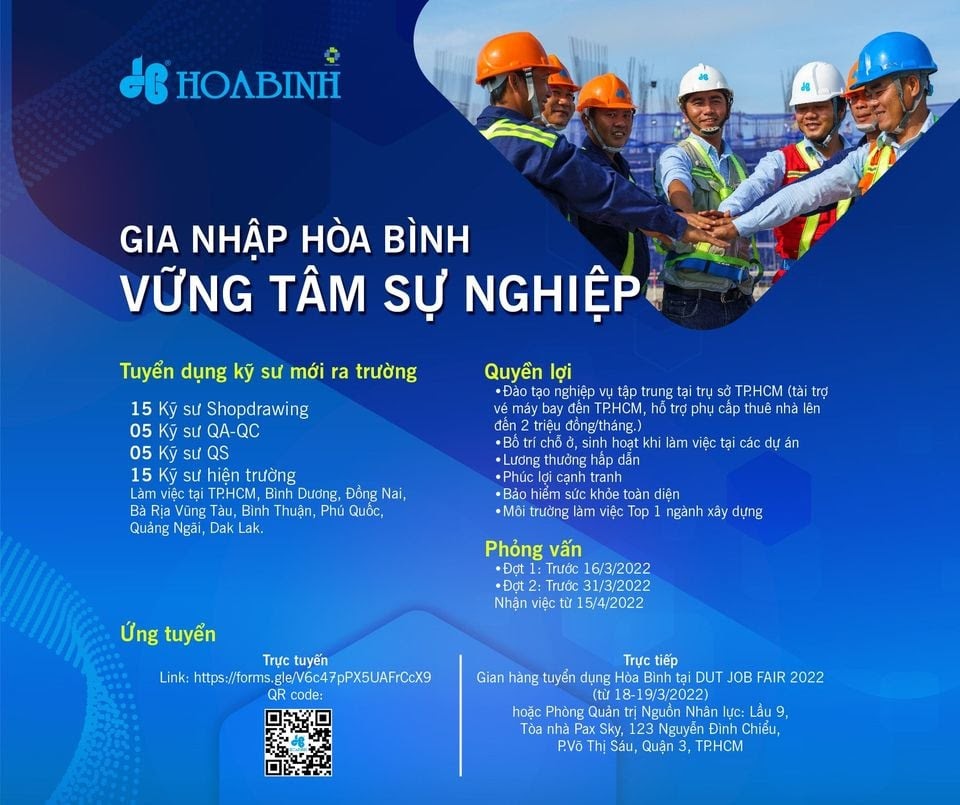 HOABINH
GIA NHẬP HÒA BÌNH
VỮNG TÂM SỰ NGHIỆP
Tuyển dụng kỹ sư mới ra trường
15 Kỹ sư Shopdrawing
05 Kỹ sư QA-QC
05 Kỹ sư QS
15 Kỹ sư hiện trường
Làm việc tại TP.HCM, Bình Dương, Đồng Nai,
Bà Rịa Vũng Tàu, Bình Thuận, Phú Quốc,
Quảng Ngãi, Dak Lak.
Quyền lợi
•Đào tạo nghiệp vụ tập trung tại trụ sở TP.HCM (tài trợ
vé máy bay đến TP.HCM, hỗ trợ phụ cấp thuê nhà lên
đến 2 triệu đồng/tháng.)
•Bố trí chỗ ở, sinh hoạt khi làm việc tại các dự án
•Lương thưởng hấp dẫn
•Phúc lợi cạnh tranh
•Bảo hiểm sức khỏe toàn diện
•Môi trường làm việc Top 1 ngành xây dựng
Phỏng vấn
•Đợt 1: Trước 16/3/2022
•Đợt 2: Trước 31/3/2022
Nhận việc từ 15/4/2022
Ứng tuyển
Trực tuyến
Link: https://forms.gle/V6c47pPX5UAFrCcX9
QR code:
Trực tiếp
Gian hàng tuyển dụng Hòa Bình tại DUT JOB FAIR 2022
(từ 18-19/3/2022)
hoặc Phòng Quản trị Nguồn Nhân lực: Lầu 9,
Tòa nhà Pax Sky, 123 Nguyễn Đình Chiểu,
P.Võ Thị Sáu, Quận 3, TP.HCM